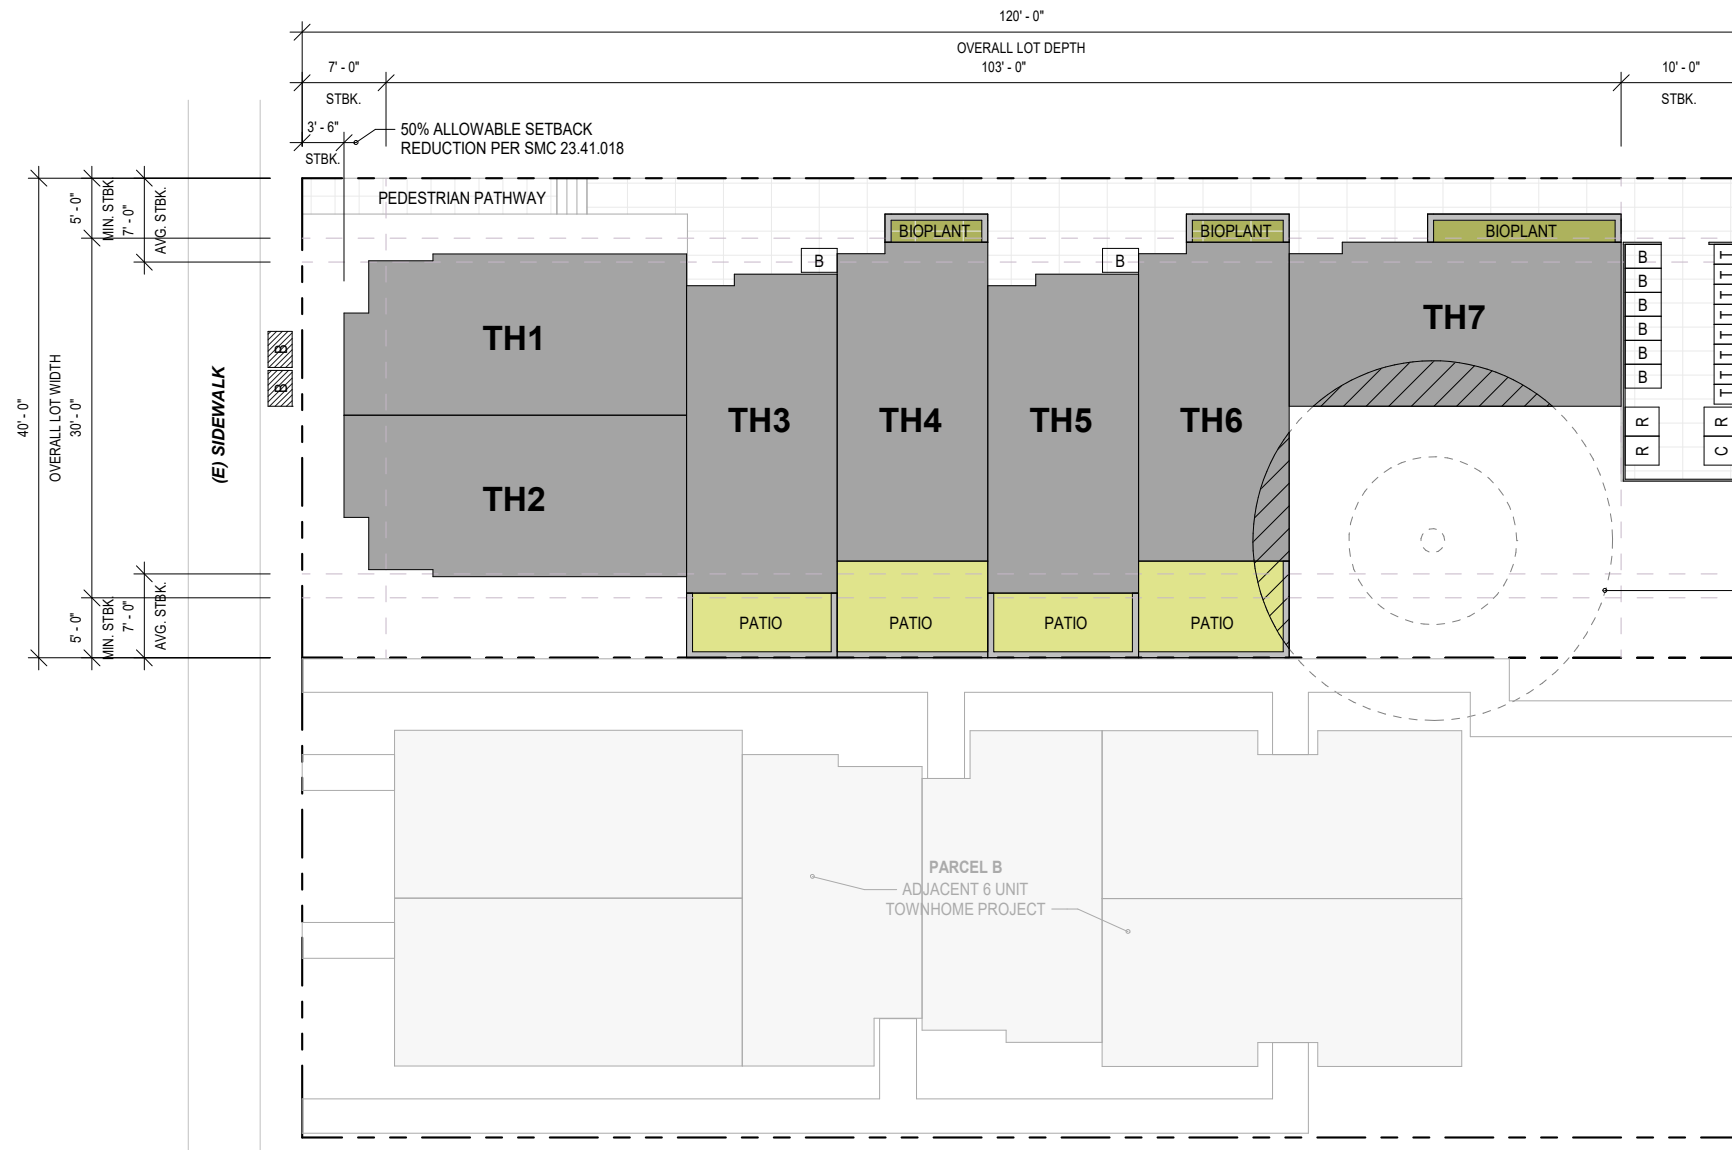 120' - 0"
OVERALL LOT DEPTH
7' - 0"
103' - 0"
10' - 0"
STBK.
STBK.
3' - 6"
STBK.
50% ALLOWABLE SETBACK
REDUCTION PER SMC 23.41.018
40' - 0"
OVERALL LOT WIDTH
5' - 0"
MIN. STBK.
7' - 0"
AVG. STBK.
30' - 0"
5' - 0"
MIN. STBK.
7' - 0"
AVG. STBK.
(E) SIDEWALK
B
B
PEDESTRIAN PATHWAY
BIOPLANT
BIOPLANT
BIOPLANT
B
B
TH1
TH2
TH3
TH4
TH5
TH6
TH7
B
B
B
B
B
B
R
R
T
T
T
T
T
T
T
T
R
C
PATIO
PATIO
PATIO
PATIO
PARCEL B
ADJACENT 6 UNIT
TOWNHOME PROJECT